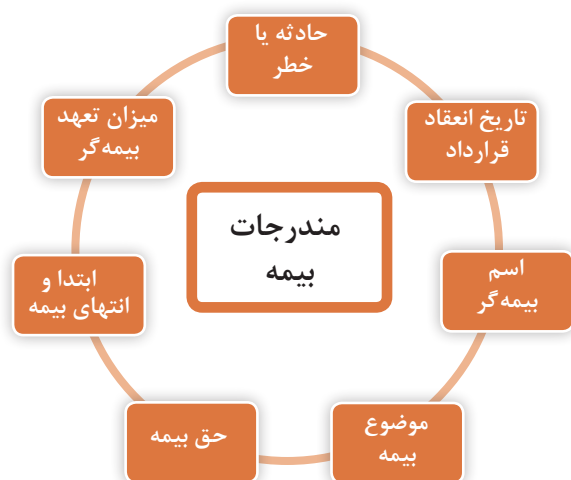 حادثه یا
خطر
تاریخ انعقاد
قرارداد
اسم
بیمه‌گر
موضوع
بیمه
حق بیمه
ابتدا و
انتهای بیمه
میزان تعهد
بیمه‌گر
مندرجات
بیمه